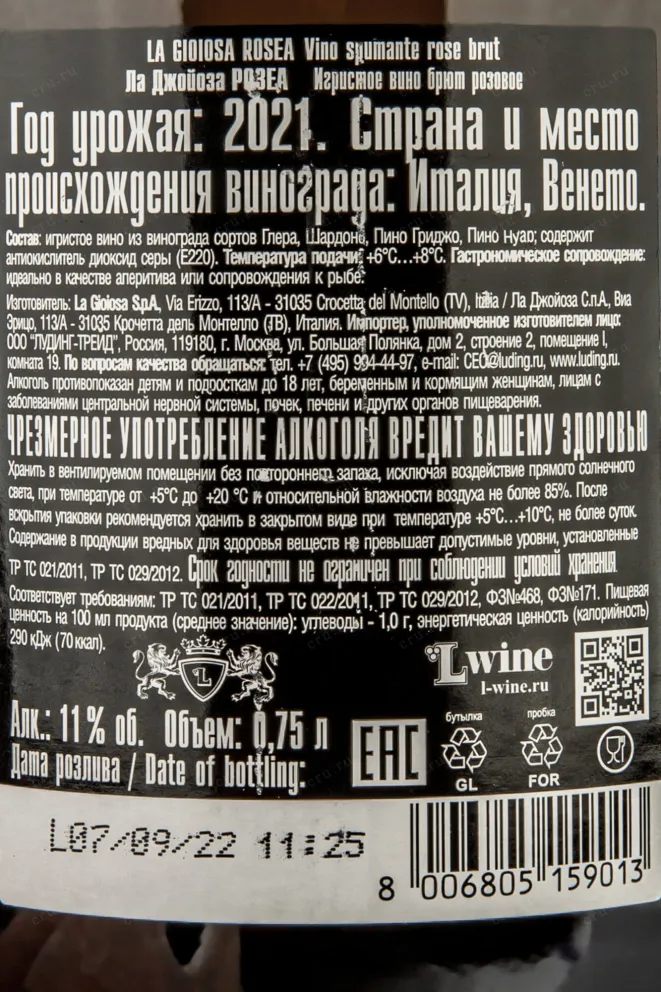 LA GIOIOSA ROSEA Vino spumante rose brut
Ла Джойоза РОЗЕА Игристое вино брют розовое
Год урожая: 2021. Страна и место
происхождения винограда: Италия, Венето.
Состав: игристое вино из винограда сортов Глера, Шардоне, Пино Гриджо, Пино Нуар; содержит
антиокислитель диоксид серы (Е220). Температура подачи: +6°С...+8°С. Гастрономическое сопровождение:
идеально в качестве аперитива или сопровождения к рыбе.
Изготовитель: La Gioiosa S.p.A., Via Erizzo, 113/A - 31035 Crocetta del Montello (TV), Italia / Ла Джойоза С.п.А., Виа
Эрицо, 113/А - 31035 Крочетта дель Монтелло (ТВ), Италия. Импортер, уполномоченное изготовителем лицо:
ООО "ЛУДИНГ-ТРЕЙД", Россия, 119180, г. Москва, ул. Большая Полянка, дом 2, строение 2, помещение I,
комната 19. По вопросам качества обращаться: тел. +7 (495) 994-44-97, e-mail: CEO@luding.ru, www.luding.ru.
Алкоголь противопоказан детям и подросткам до 18 лет, беременным и кормящим женщинам, лицам с
заболеваниями центральной нервной системы, почек, печени и других органов пищеварения.
ЧРЕЗМЕРНОЕ УПОТРЕБЛЕНИЕ АЛКОГОЛЯ ВРЕДИТ ВАШЕМУ ЗДОРОВЬЮ
Хранить в вентилируемом помещении без постороннего запаха, исключая воздействие прямого солнечного
света, при температуре от +5°С до +20 °С и относительной влажности воздуха не более 85%. После
вскрытия упаковки рекомендуется хранить в закрытом виде при температуре +5°С...+10°С, не более суток.
Содержание в продукции вредных для здоровья веществ не превышает допустимые уровни, установленные
ТР ТС 021/2011, ТР ТС 029/2012. Срок годности не ограничен при соблюдении условий хранения.
Соответствует требованиям: ТР ТС 021/2011, ТР ТС 022/2011, ТР ТС 029/2012, ФЗ№468, ФЗ№171. Пищевая
ценность на 100 мл продукта (среднее значение): углеводы - 1,0 г, энергетическая ценность (калорийность)
290 кДж (70 ккал).
L
Lwine
l-wine.ru
Алк.: 11 % об. Объем: 0,75 л
Дата розлива / Date of bottling:
EAC
бутылка
GL
пробка
FOR
L07/09/22 11:25
8 006805 159013